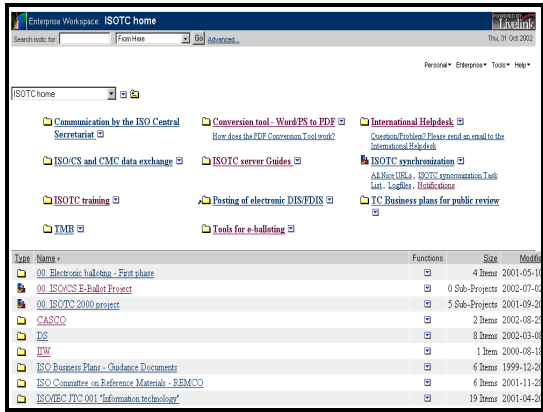 Enterprise Workspace: ISOTC home
POWERED BY
Livelink
Search isotc for: From Here Go Advanced...
Thu, 31 Oct 2002
Personal Enterprise Tools Help
ISOTC home
Communication by the ISO Central
Secretariat
Conversion tool - Word/PS to PDF
How does the PDF Conversion Tool work?
International Helpdesk
Question/Problem? Please send an email to the
International Helpdesk
ISO/CS and CMC data exchange
ISOTC server Guides
ISOTC synchronization
All Nice URLs, ISOTC syncronization Task
List, Logfiles, Notifications
ISOTC training
Posting of electronic DIS/FDIS
TC Business plans for public review
TMB
Tools for e-balloting
Type Name Functions Size Modifie
00. Electronic balloting - First phase 4 Items 2001-05-10
00. ISO/CS E-Ballot Project 0 Sub-Projects 2002-07-02
00. ISOTC 2000 project 5 Sub-Projects 2001-09-20
CASCO 2 Items 2002-08-29
DS 8 Items 2002-03-08
IIW 1 Item 2000-08-18
ISO Business Plans - Guidance Documents 6 Items 1999-12-20
ISO Committee on Reference Materials - REMCO 6 Items 2001-11-28
ISO/IEC JTC 001 "Information technology" 19 Items 2001-04-20